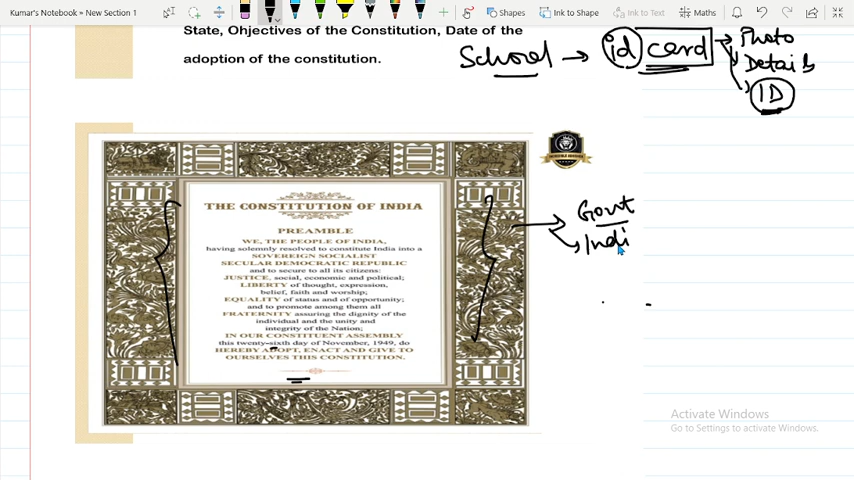 Kumar's Notebook » New Section 1
Shapes
Ink to Shape
Ink to Text
Maths
State, Objectives of the Constitution, Date of the
adoption of the constitution.
School → id card
Photo
Details
ID
THE CONSTITUTION OF INDIA
PREAMBLE
WE, THE PEOPLE OF INDIA,
having solemnly resolved to constitute India into a
SOVEREIGN SOCIALIST
SECULAR DEMOCRATIC REPUBLIC
and to secure to all its citizens:
JUSTICE, social, economic and political;
LIBERTY of thought, expression,
belief, faith and worship;
EQUALITY of status and of opportunity;
and to promote among them all
FRATERNITY assuring the dignity of the
individual and the unity and
integrity of the Nation;
IN OUR CONSTITUENT ASSEMBLY
this twenty-sixth day of November, 1949, do
HEREBY ADOPT, ENACT AND GIVE TO
OURSELVES THIS CONSTITUTION.
Govt
Indi
Activate Windows
Go to Settings to activate Windows.